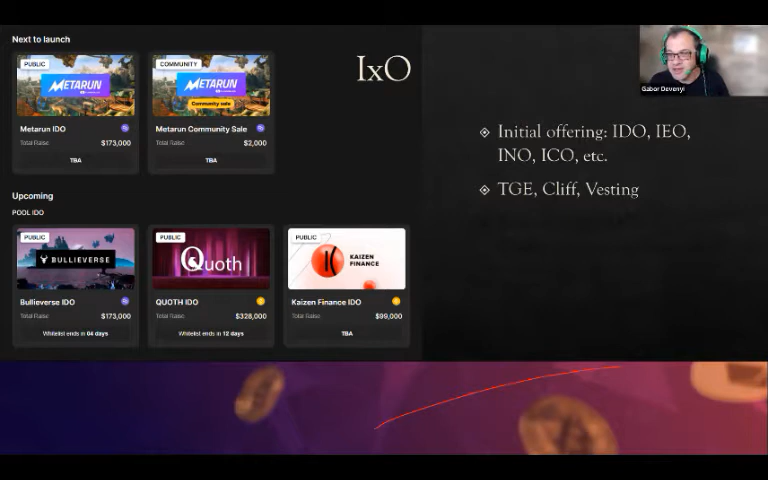 Next to launch
PUBLIC
METARUN
COMMUNITY
METARUN
Community sale
Metarun IDO
Total Raise
$173,000
TBA
Metarun Community Sale
Total Raise
$2,000
TBA
Upcoming
POOL IDO
PUBLIC
BULLIEVERSE
PUBLIC
Quoth
PUBLIC
KAIZEN
FINANCE
Bullieverse IDO
Total Raise
$173,000
Whitelist ends in 04 days
QUOTH IDO
Total Raise
$328,000
Whitelist ends in 12 days
Kaizen Finance IDO
Total Raise
$99,000
TBA
IxO
Initial offering: IDO, IEO,
INO, ICO, etc.
TGE, Cliff, Vesting
Gabor Devenyi